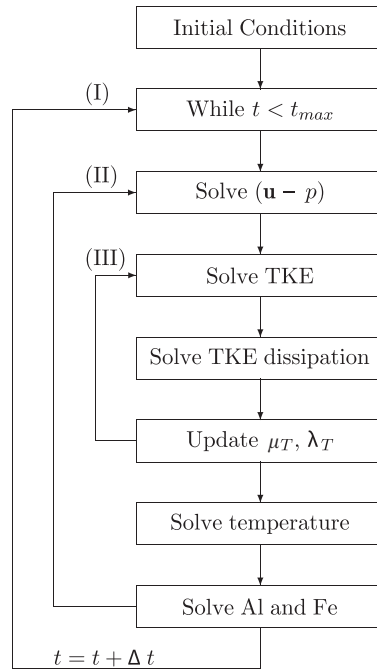 Initial Conditions
(I)
While t < t_max
(II)
Solve (u − p)
(III)
Solve TKE
Solve TKE dissipation
Update μ_T, λ_T
Solve temperature
Solve Al and Fe
t = t + Δ t